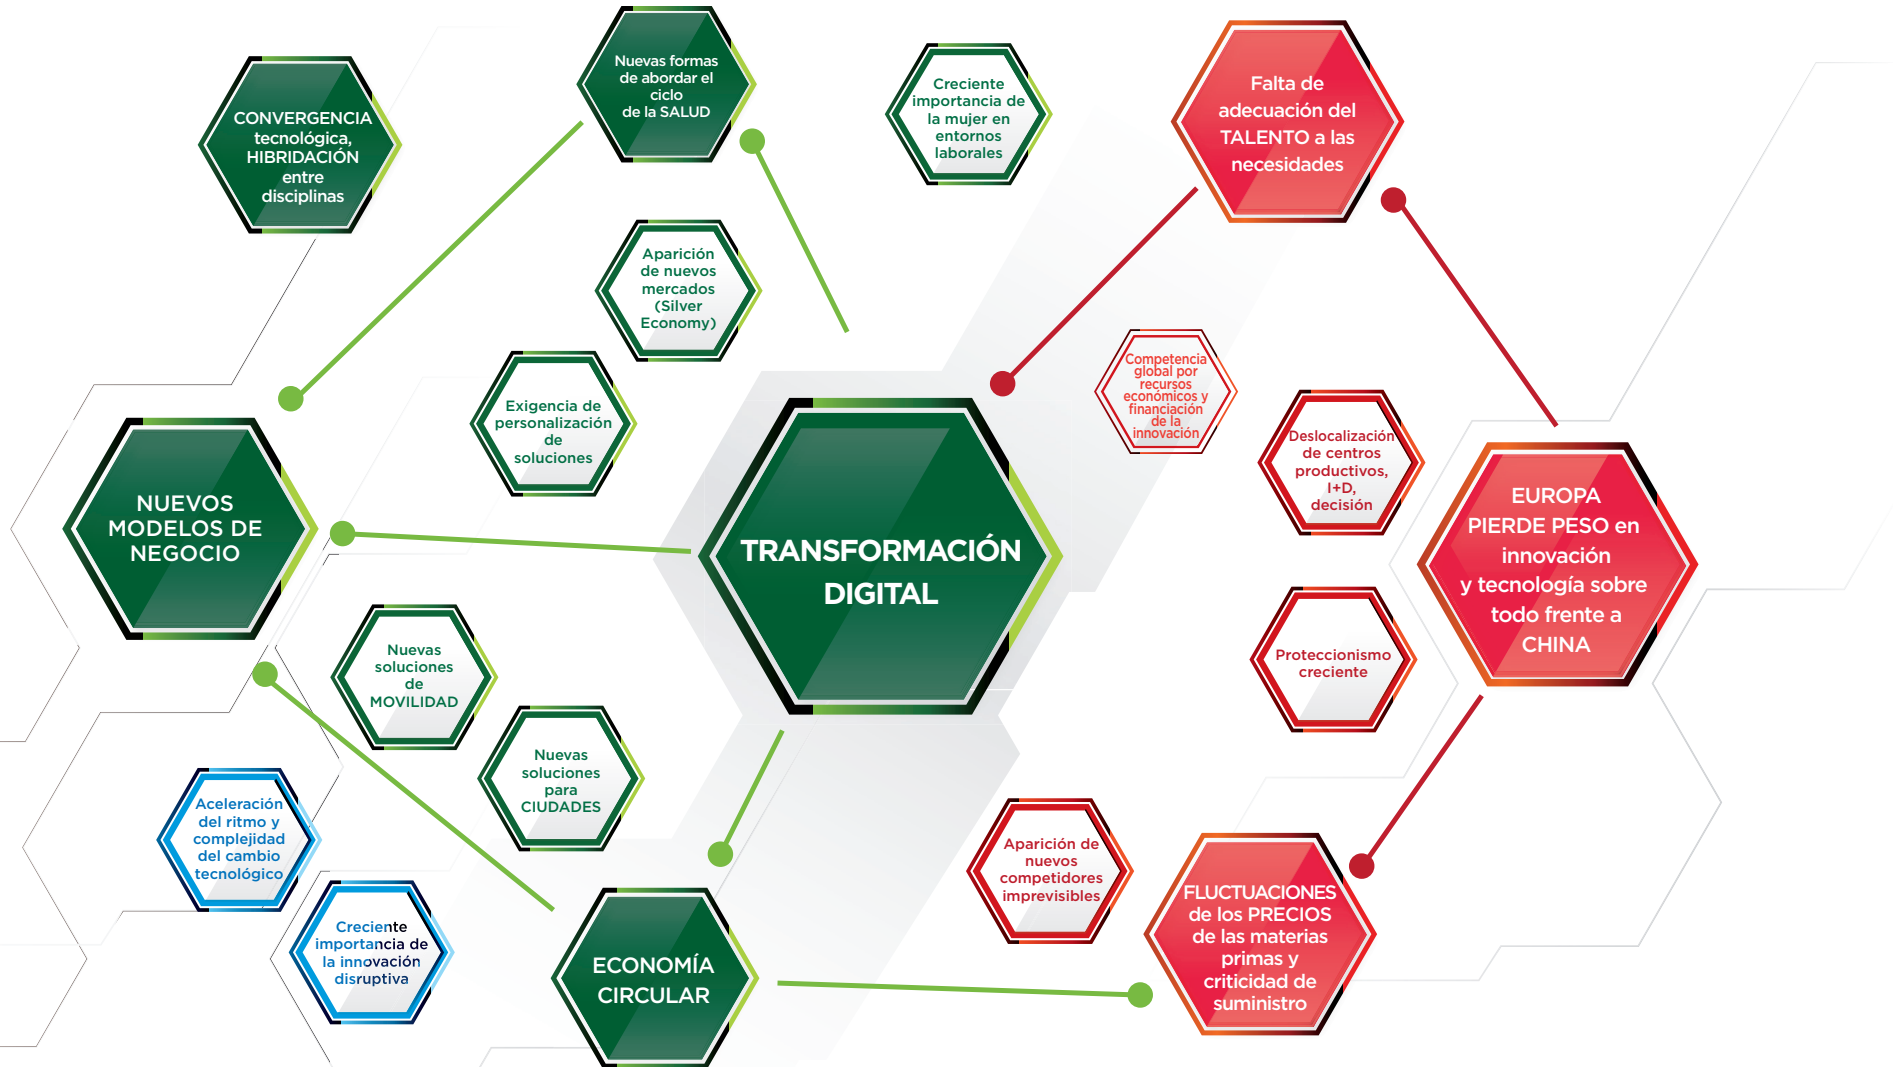 CONVERGENCIA
tecnológica,
HIBRIDACIÓN
entre
disciplinas
Nuevas formas
de abordar el
ciclo
de la SALUD
Creciente
importancia de
la mujer en
entornos
laborales
Falta de
adecuación del
TALENTO a las
necesidades
Aparición
de nuevos
mercados
(Silver
Economy)
Exigencia de
personalización
de
soluciones
Competencia
global por
recursos
económicos y
financiación
de la
innovación
Deslocalización
de centros
productivos,
I+D,
decisión
NUEVOS
MODELOS DE
NEGOCIO
TRANSFORMACIÓN
DIGITAL
EUROPA
PIERDE PESO en
innovación
y tecnología sobre
todo frente a
CHINA
Nuevas
soluciones
de
MOVILIDAD
Proteccionismo
creciente
Nuevas
soluciones
para
CIUDADES
Aceleración
del ritmo y
complejidad
del cambio
tecnológico
Creciente
importancia de
la innovación
disruptiva
ECONOMÍA
CIRCULAR
Aparición de
nuevos
competidores
imprevisibles
FLUCTUACIONES
de los PRECIOS
de las materias
primas y
criticidad de
suministro